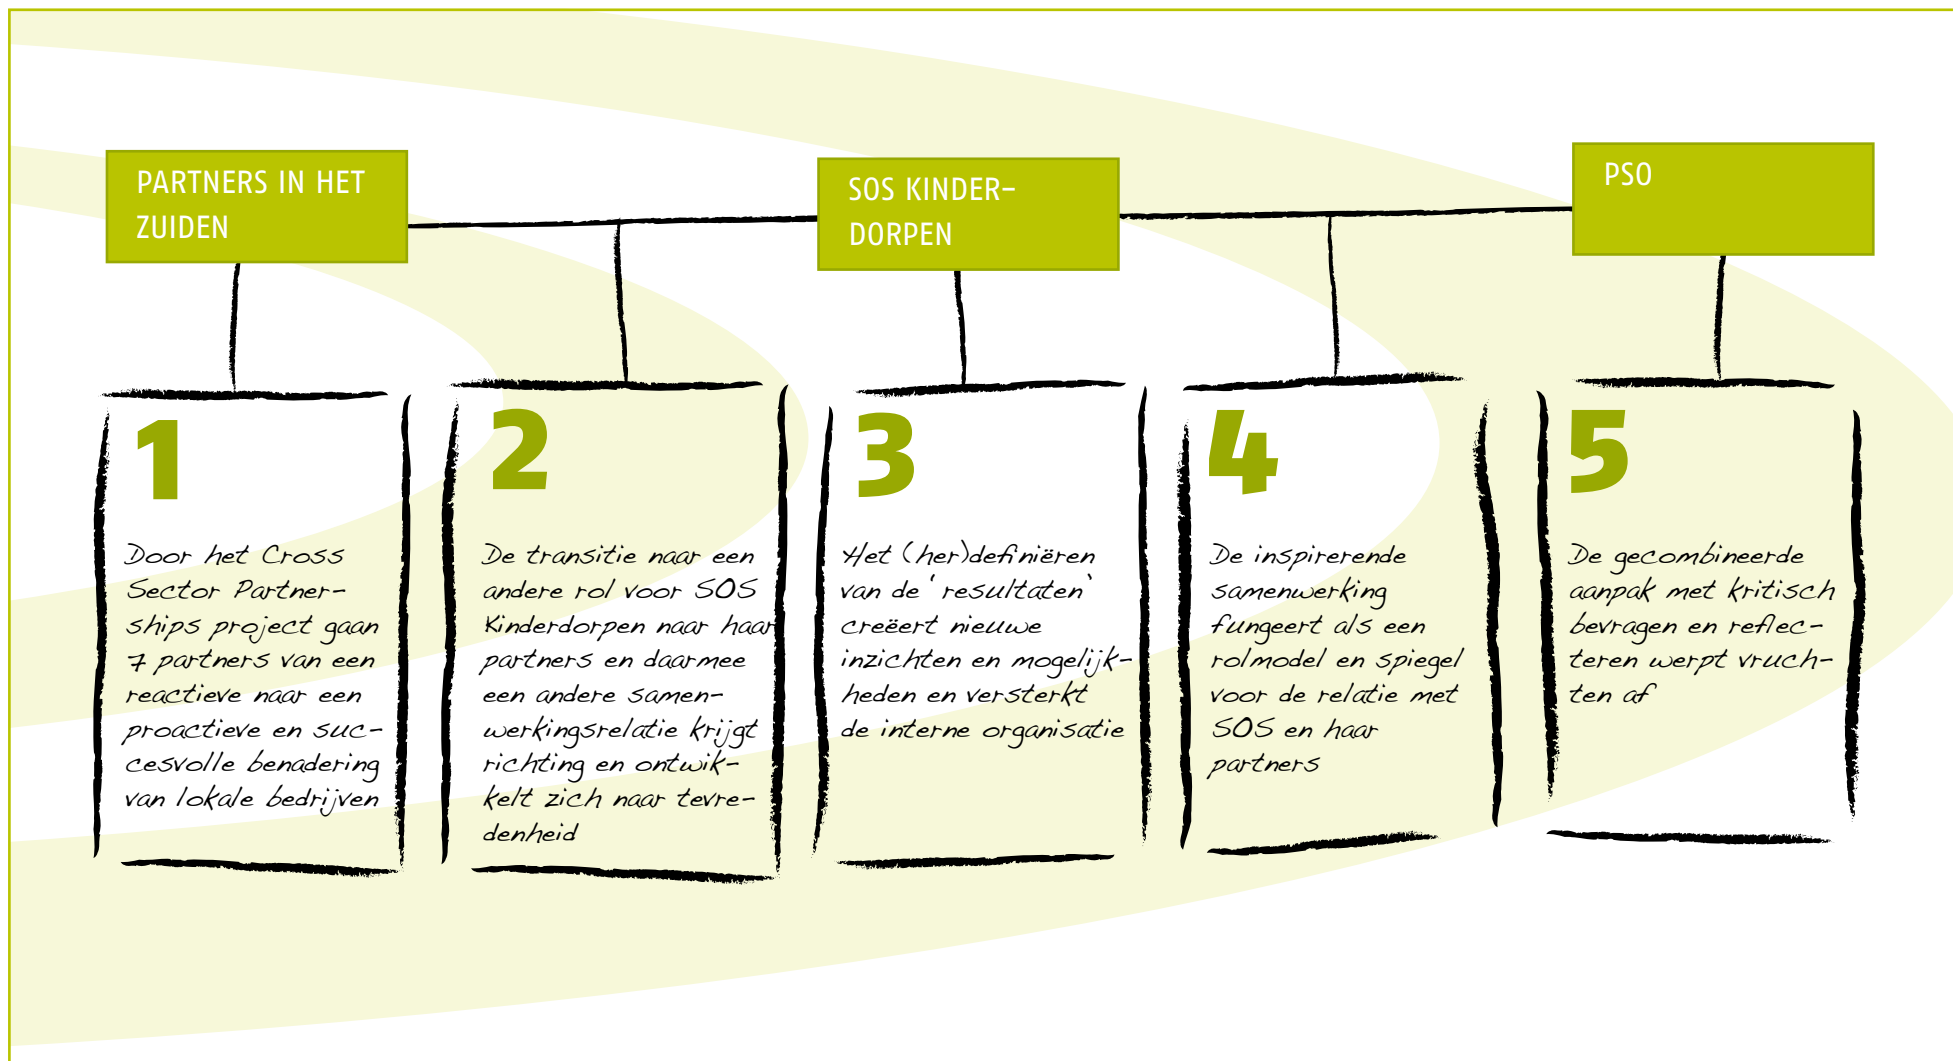 PARTNERS IN HET
ZUIDEN
SOS KINDER-
DORPEN
PSO
1
Door het Cross
Sector Partner-
ships project gaan
7 partners van een
reactieve naar een
proactieve en suc-
cesvolle benadering
van lokale bedrijven
2
De transitie naar een
andere rol voor SOS
Kinderdorpen naar haar
partners en daarmee
een andere samen-
werkingsrelatie krijgt
richting en ontwik-
kelt zich naar tevre-
denheid
3
Het (her)definiëren
van de 'resultaten'
creëert nieuwe
inzichten en mogelijk-
heden en versterkt
de interne organisatie
4
De inspirerende
samenwerking
fungeert als een
rolmodel en spiegel
voor de relatie met
SOS en haar
partners
5
De gecombineerde
aanpak met kritisch
bevragen en reflec-
teren werpt vruch-
ten af